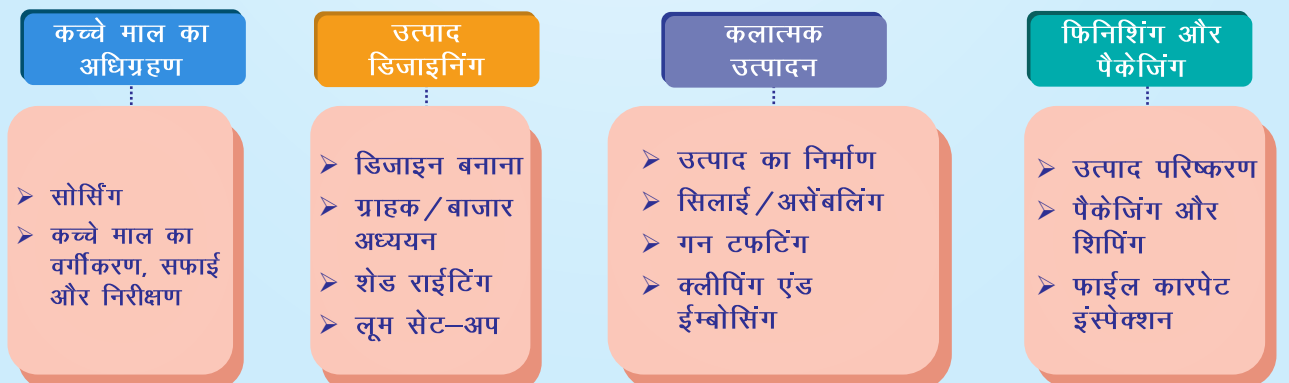 कच्चे माल का
अधिग्रहण
सोर्सिंग
कच्चे माल का
वर्गीकरण, सफाई
और निरीक्षण
उत्पाद
डिजाइनिंग
डिजाइन बनाना
ग्राहक / बाजार
अध्ययन
शेड राईटिंग
लूम सेट–अप
कलात्मक
उत्पादन
उत्पाद का निर्माण
सिलाई / असेंबलिंग
गन टफटिंग
क्लीपिंग एंड
ईम्बोसिंग
फिनिशिंग और
पैकेजिंग
उत्पाद परिष्करण
पैकेजिंग और
शिपिंग
फाईल कारपेट
इंस्पेक्शन